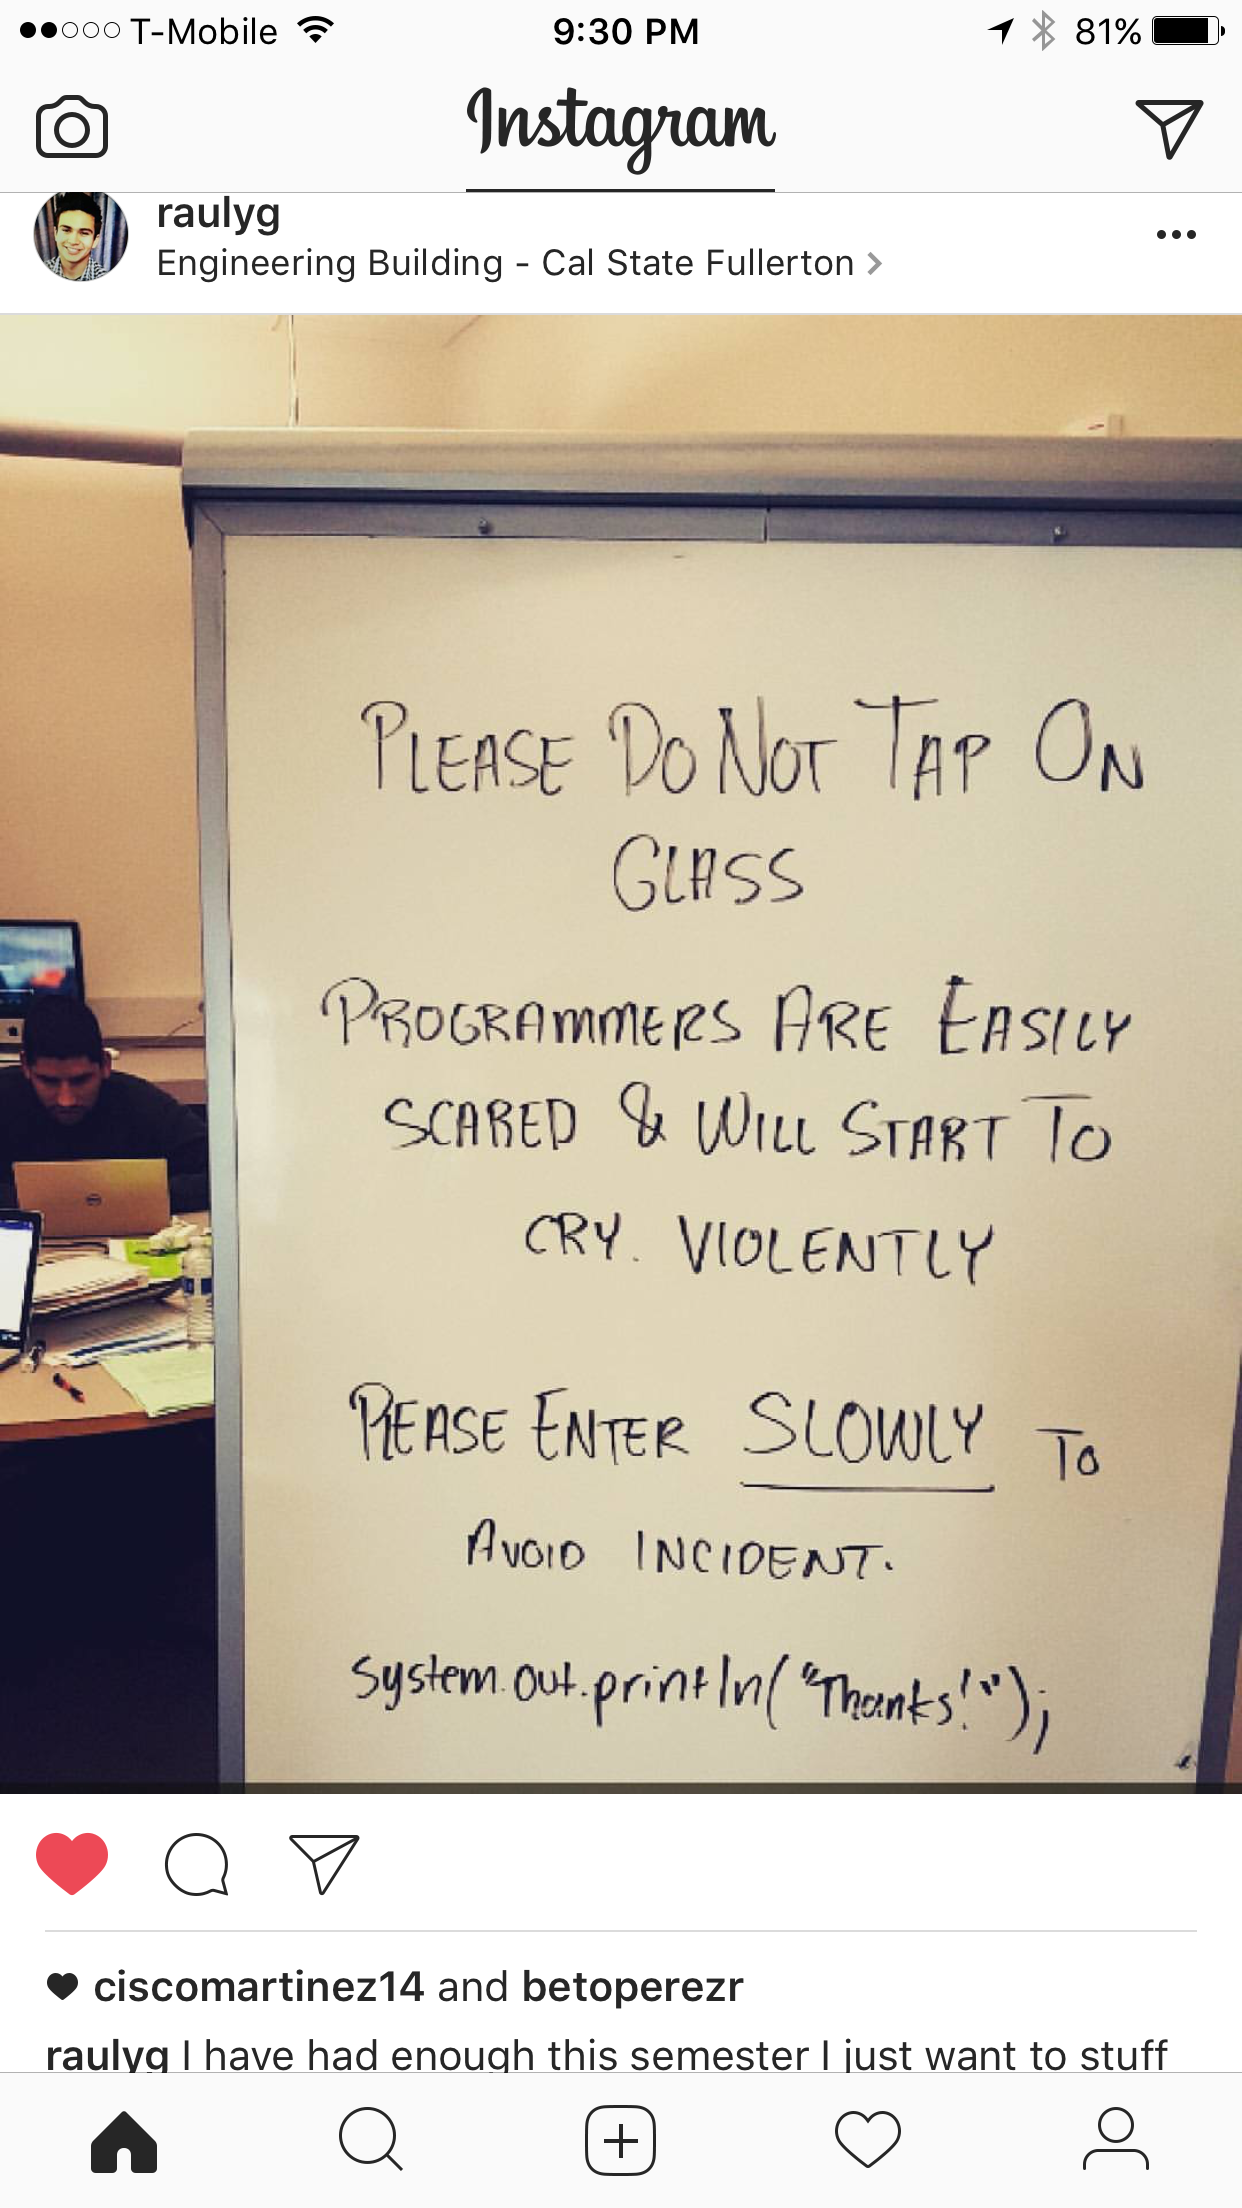 T-Mobile 9:30 PM 81%
Instagram
raulyg
Engineering Building - Cal State Fullerton
PLEASE DO NOT TAP ON
GLASS
PROGRAMMERS ARE EASILY
SCARED & WILL START TO
CRY. VIOLENTLY
PLEASE ENTER SLOWLY TO
AVOID INCIDENT.
system.out.println("Thanks!");
ciscomartinez14 and betoperezr
raulyg I have had enough this semester I just want to stuff